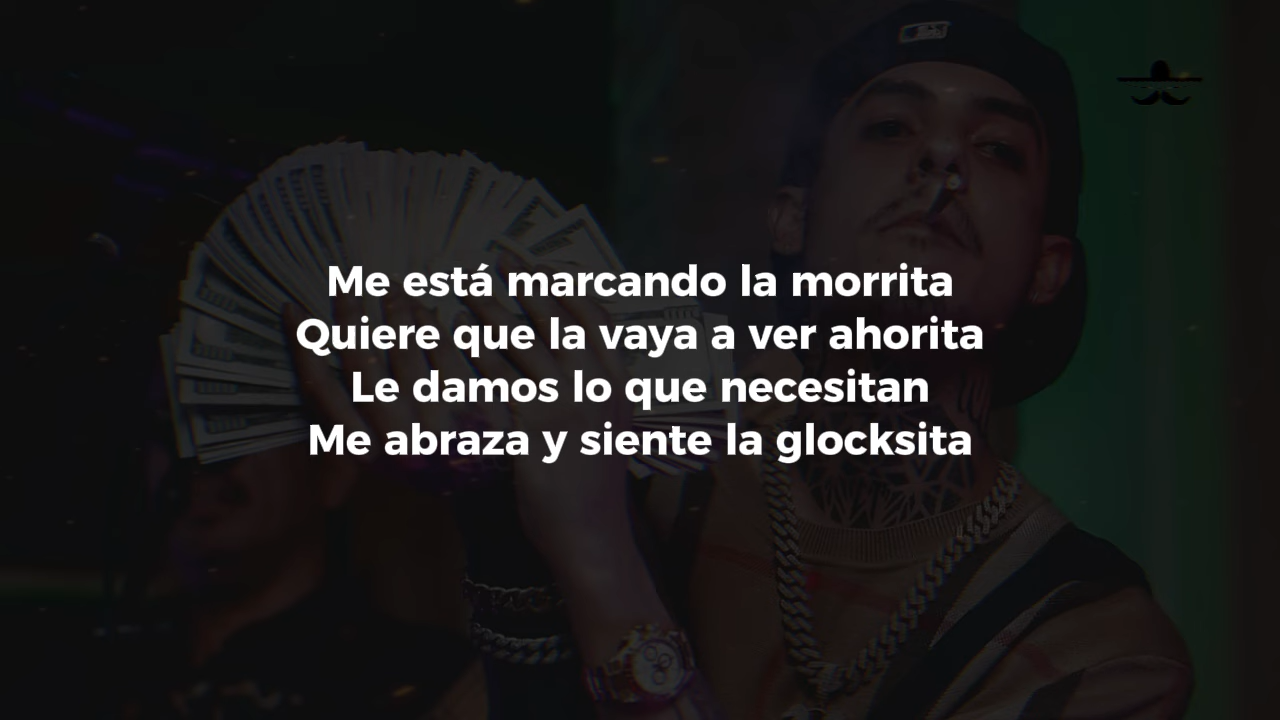 Me está marcando la morrita
Quiere que la vaya a ver ahorita
Le damos lo que necesitan
Me abraza y siente la glocksita